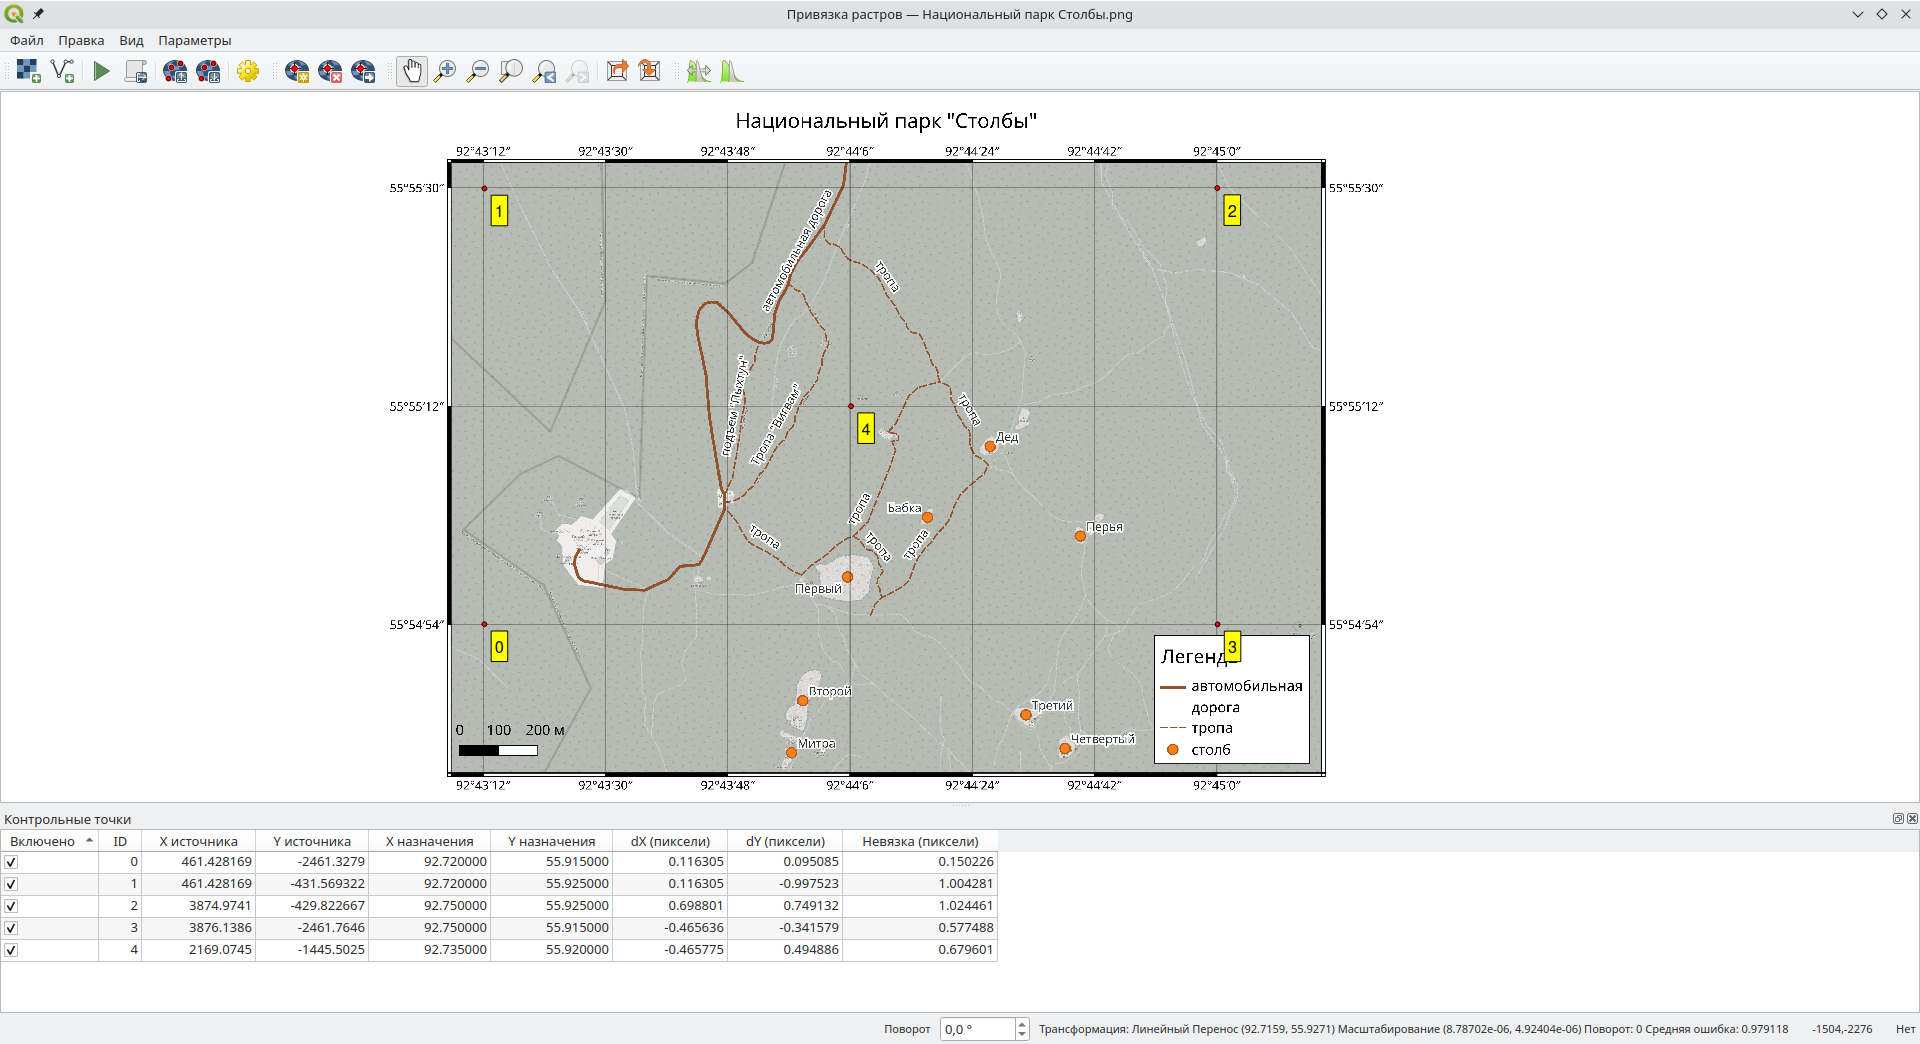 Привязка растров — Национальный парк Столбы.png
Файл Правка Вид Параметры
Национальный парк "Столбы"
92°43′12″ 92°43′30″ 92°43′48″ 92°44′6″ 92°44′24″ 92°44′42″ 92°45′0″
55°55′30″ 55°55′30″
1
2
автомобильная дорога
тропа
подъем "Пыхтун"
Тропа "Вигвам"
тропа
55°55′12″ 55°55′12″
4
Дед
тропа
Бабка
Перья
тропа
тропа
тропа
Первый
55°54′54″ 55°54′54″
0
3
Легенда
автомобильная
дорога
тропа
столб
Второй
Третий
Четвертый
Митра
0 100 200 м
92°43′12″ 92°43′30″ 92°43′48″ 92°44′6″ 92°44′24″ 92°44′42″ 92°45′0″
Контрольные точки
Включено ID X источника Y источника X назначения Y назначения dX (пиксели) dY (пиксели) Невязка (пиксели)
0 461.428169 -2461.3279 92.720000 55.915000 0.116305 0.095085 0.150226
1 461.428169 -431.569322 92.720000 55.925000 0.116305 -0.997523 1.004281
2 3874.9741 -429.822667 92.750000 55.925000 0.698801 0.749132 1.024461
3 3876.1386 -2461.7646 92.750000 55.915000 -0.465636 -0.341579 0.577488
4 2169.0745 -1445.5025 92.735000 55.920000 -0.465775 0.494886 0.679601
Поворот 0,0 ° Трансформация: Линейный Перенос (92.7159, 55.9271) Масштабирование (8.78702e-06, 4.92404e-06) Поворот: 0 Средняя ошибка: 0.979118 -1504,-2276 Нет